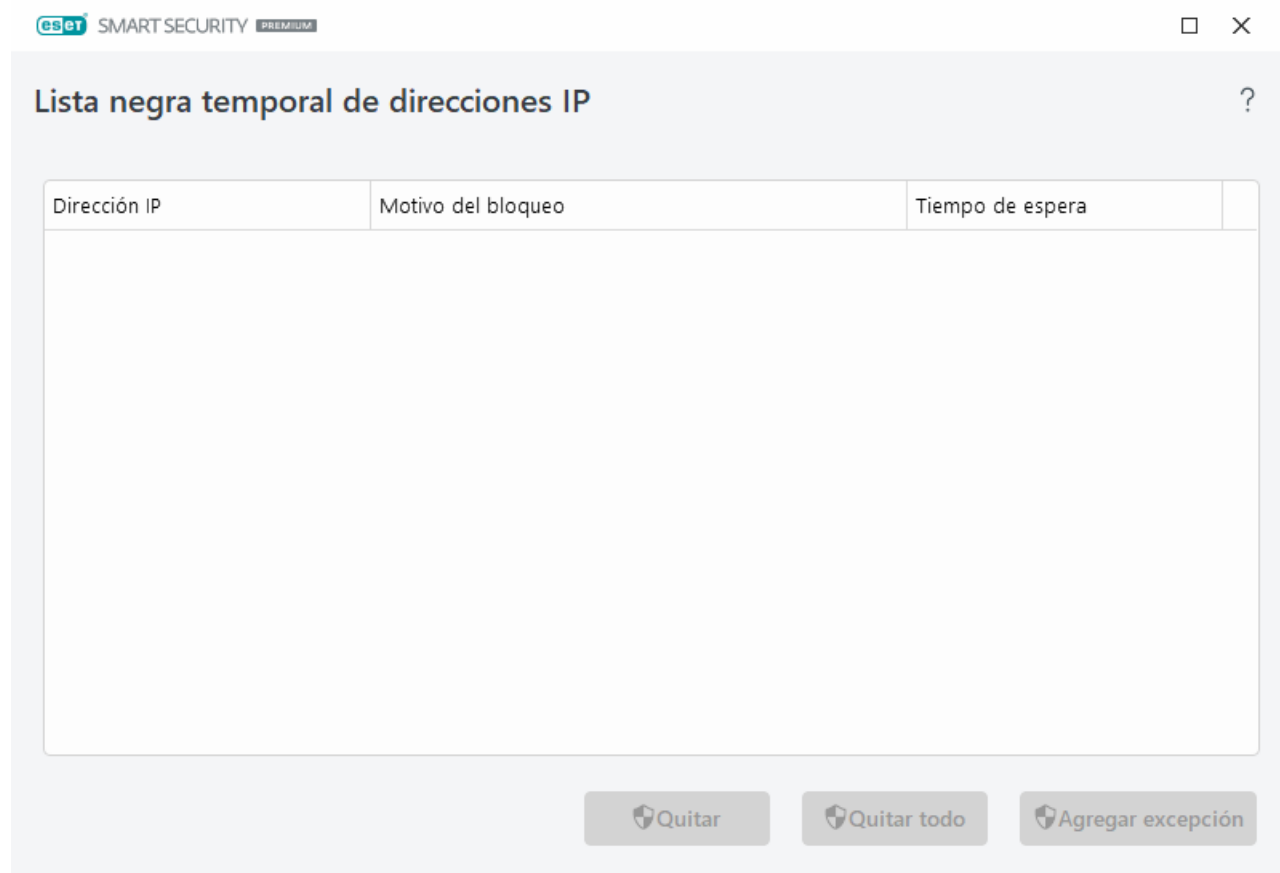 eset SMART SECURITY PREMIUM
Lista negra temporal de direcciones IP ?
Dirección IP Motivo del bloqueo Tiempo de espera
Quitar Quitar todo Agregar excepción